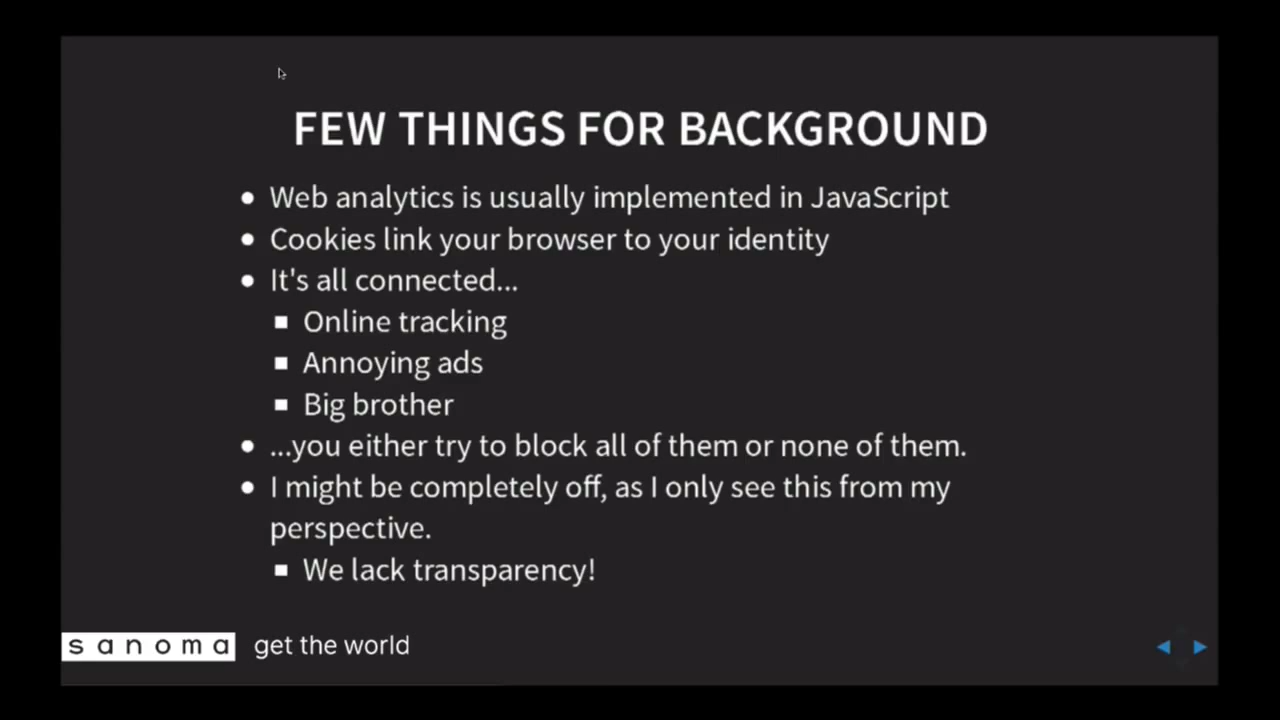 FEW THINGS FOR BACKGROUND
Web analytics is usually implemented in JavaScript
Cookies link your browser to your identity
It's all connected...
Online tracking
Annoying ads
Big brother
...you either try to block all of them or none of them.
I might be completely off, as I only see this from my
perspective.
We lack transparency!
sanoma get the world